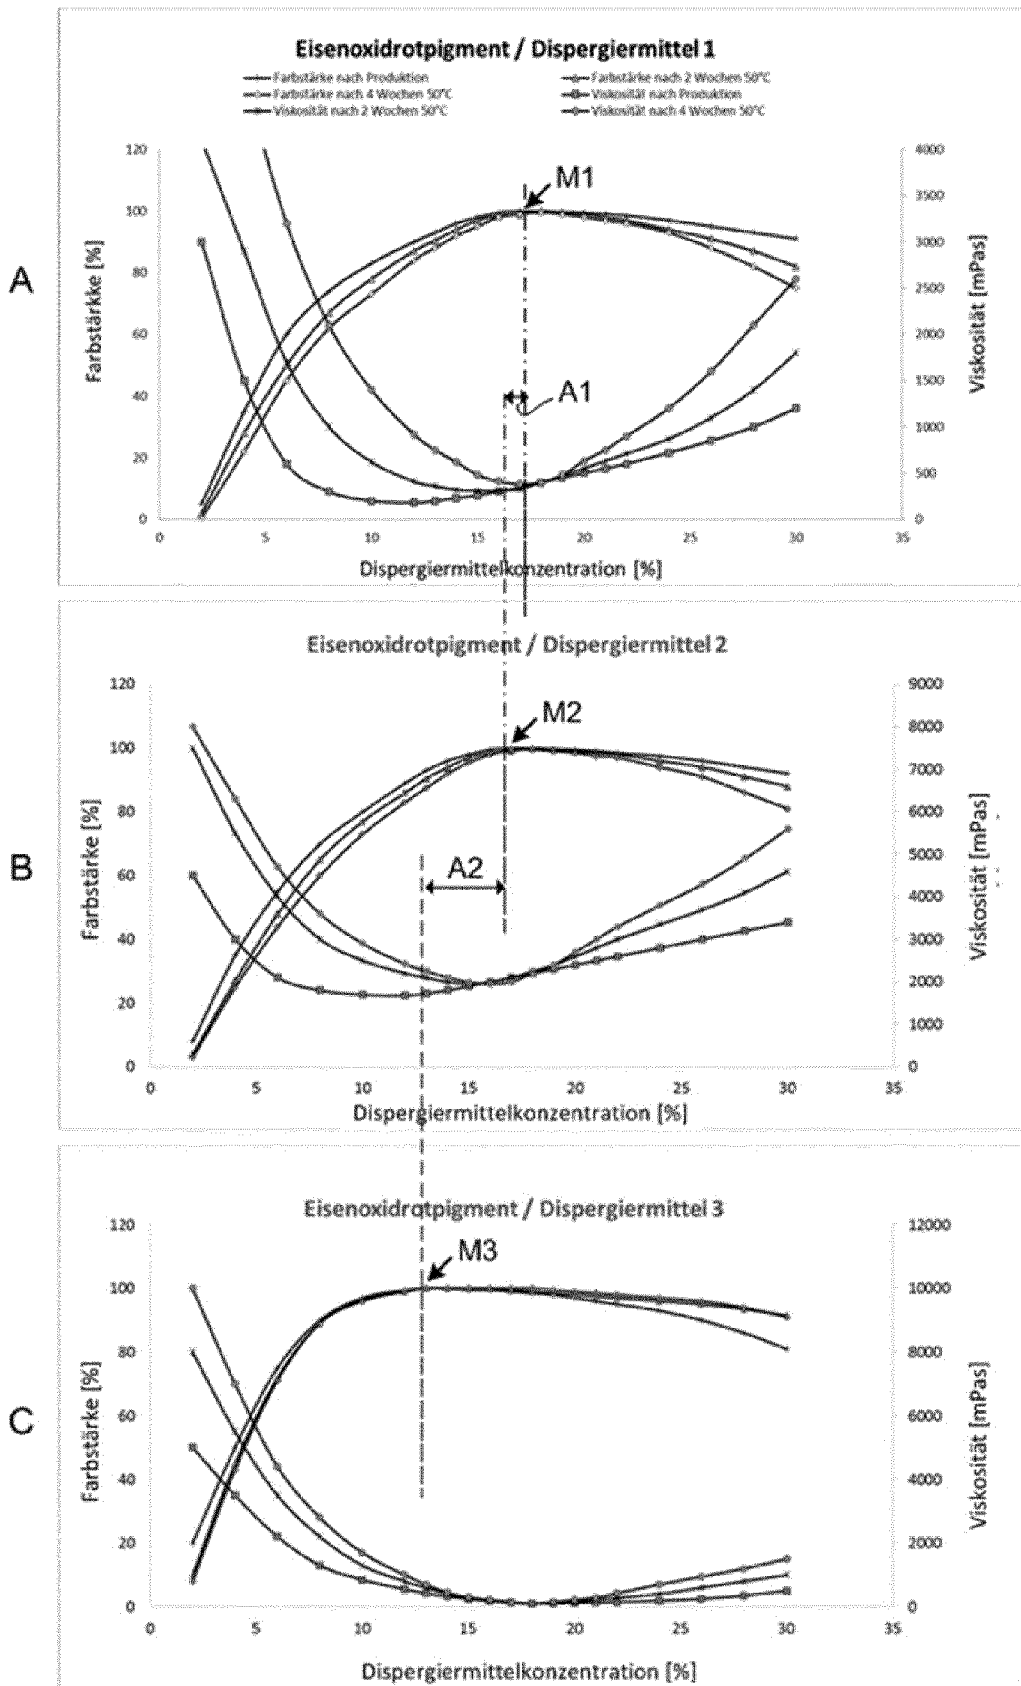 A
Eisenoxidrotpigment / Dispergiermittel 1
Farbstärke nach Produktion
Farbstärke nach 2 Wochen 50°C
Farbstärke nach 4 Wochen 50°C
Viskosität nach Produktion
Viskosität nach 2 Wochen 50°C
Viskosität nach 4 Wochen 50°C
Farbstärkke [%]
120
100
80
60
40
20
0
M1
A1
4000
3500
3000
2500
2000
1500
1000
500
0
Viskosität [mPas]
0 5 10 15 20 25 30 35
Dispergiermittelkonzentration [%]
B
Eisenoxidrotpigment / Dispergiermittel 2
Farbstärke [%]
120
100
80
60
40
20
0
M2
A2
9000
8000
7000
6000
5000
4000
3000
2000
1000
0
Viskosität [mPas]
0 5 10 15 20 25 30 35
Dispergiermittelkonzentration [%]
C
Eisenoxidrotpigment / Dispergiermittel 3
Farbstärke [%]
120
100
80
60
40
20
0
M3
12000
10000
8000
6000
4000
2000
0
Viskosität [mPas]
0 5 10 15 20 25 30 35
Dispergiermittelkonzentration [%]